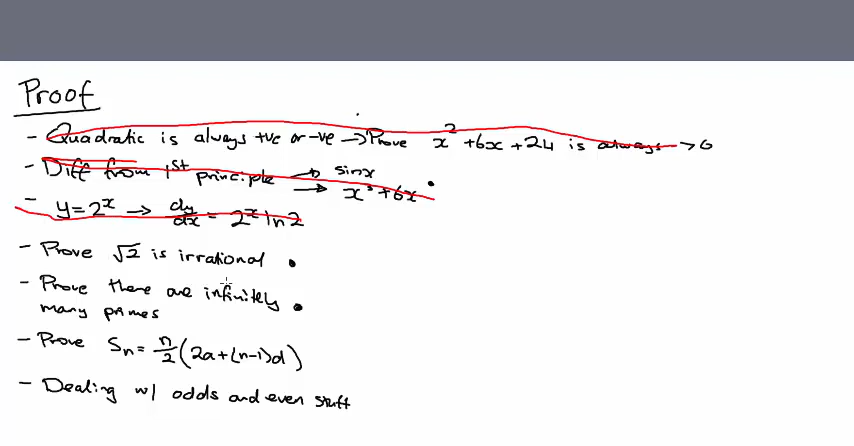 Proof
- Quadratic is always +ve or -ve → Prove x² + 6x + 24 is always > 0
- Diff from 1st principle → sinx
→ x³ + 6x •
- y = 2ˣ → dy/dx = 2ˣ ln2
- Prove √2 is irrational •
- Prove there are infinitely
many primes •
- Prove Sn = n/2 (2a + (n-1)d)
- Dealing w/ odds and even stuff